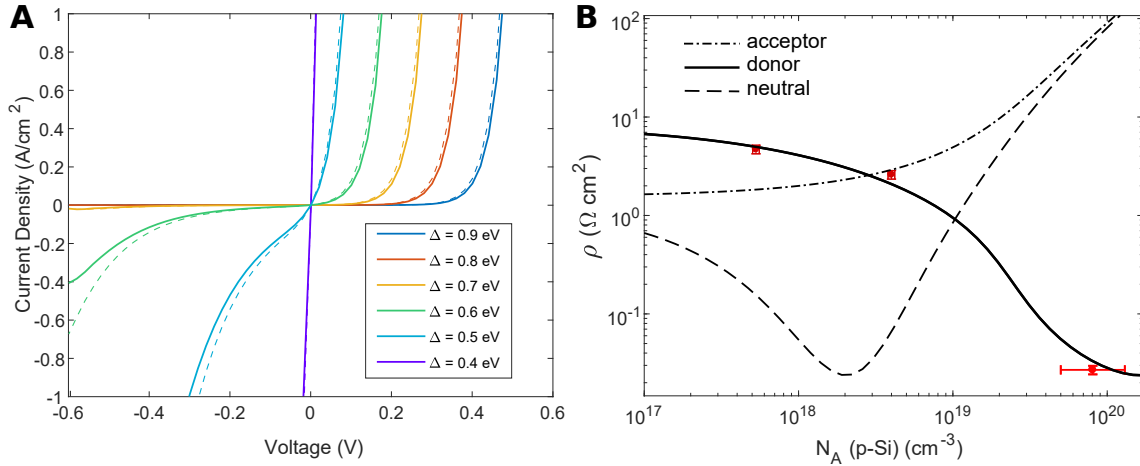 A
Current Density (A/cm²)
1
0.8
0.6
0.4
0.2
0
-0.2
-0.4
-0.6
-0.8
-1
-0.6
-0.4
-0.2
0
0.2
0.4
0.6
Voltage (V)
Δ = 0.9 eV
Δ = 0.8 eV
Δ = 0.7 eV
Δ = 0.6 eV
Δ = 0.5 eV
Δ = 0.4 eV
B
ρ (Ω cm²)
10²
10¹
10⁰
10⁻¹
acceptor
donor
neutral
10¹⁷
10¹⁸
10¹⁹
10²⁰
N_A (p-Si) (cm⁻³)